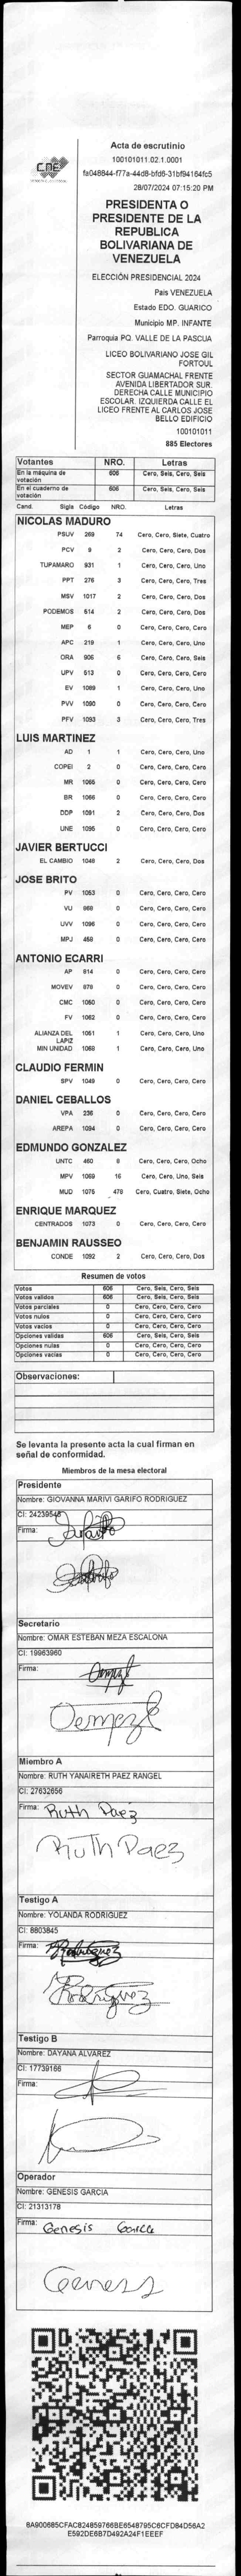 CNE
Acta de escrutinio
100101011.02.1.0001
fa048844-f77a-44d8-bfd6-31bf94164fc5
28/07/2024 07:15:20 PM
PRESIDENTA O
PRESIDENTE DE LA
REPUBLICA
BOLIVARIANA DE
VENEZUELA
ELECCIÓN PRESIDENCIAL 2024
País VENEZUELA
Estado EDO. GUARICO
Municipio MP. INFANTE
Parroquia PQ. VALLE DE LA PASCUA
LICEO BOLIVARIANO JOSE GIL
FORTOUL
SECTOR GUAMACHAL FRENTE
AVENIDA LIBERTADOR SUR.
DERECHA CALLE MUNICIPIO
ESCOLAR. IZQUIERDA CALLE EL
LICEO FRENTE AL CARLOS JOSE
BELLO EDIFICIO
100101011
885 Electores
Votantes NRO. Letras
En la máquina de votación 606 Cero, Seis, Cero, Seis
En el cuaderno de votación 606 Cero, Seis, Cero, Seis
Cand. Sigla Código NRO. Letras
NICOLAS MADURO
PSUV 269 74 Cero, Cero, Siete, Cuatro
PCV 9 2 Cero, Cero, Cero, Dos
TUPAMARO 931 1 Cero, Cero, Cero, Uno
PPT 276 3 Cero, Cero, Cero, Tres
MSV 1017 2 Cero, Cero, Cero, Dos
PODEMOS 514 2 Cero, Cero, Cero, Dos
MEP 6 0 Cero, Cero, Cero, Cero
APC 219 1 Cero, Cero, Cero, Uno
ORA 906 6 Cero, Cero, Cero, Seis
UPV 513 0 Cero, Cero, Cero, Cero
EV 1089 1 Cero, Cero, Cero, Uno
PVV 1090 0 Cero, Cero, Cero, Cero
PFV 1093 3 Cero, Cero, Cero, Tres
LUIS MARTINEZ
AD 1 1 Cero, Cero, Cero, Uno
COPEI 2 0 Cero, Cero, Cero, Cero
MR 1065 0 Cero, Cero, Cero, Cero
BR 1066 0 Cero, Cero, Cero, Cero
DDP 1091 2 Cero, Cero, Cero, Dos
UNE 1095 0 Cero, Cero, Cero, Cero
JAVIER BERTUCCI
EL CAMBIO 1046 2 Cero, Cero, Cero, Dos
JOSE BRITO
PV 1053 0 Cero, Cero, Cero, Cero
VU 869 0 Cero, Cero, Cero, Cero
UVV 1096 0 Cero, Cero, Cero, Cero
MPJ 458 0 Cero, Cero, Cero, Cero
ANTONIO ECARRI
AP 614 0 Cero, Cero, Cero, Cero
MOVEV 878 0 Cero, Cero, Cero, Cero
CMC 1050 0 Cero, Cero, Cero, Cero
FV 1062 0 Cero, Cero, Cero, Cero
ALIANZA DEL LAPIZ 1051 1 Cero, Cero, Cero, Uno
MIN UNIDAD 1068 1 Cero, Cero, Cero, Uno
CLAUDIO FERMIN
SPV 1049 0 Cero, Cero, Cero, Cero
DANIEL CEBALLOS
VPA 236 0 Cero, Cero, Cero, Cero
AREPA 1094 0 Cero, Cero, Cero, Cero
EDMUNDO GONZALEZ
UNTC 460 8 Cero, Cero, Cero, Ocho
MPV 1069 16 Cero, Cero, Uno, Seis
MUD 1075 478 Cero, Cuatro, Siete, Ocho
ENRIQUE MARQUEZ
CENTRADOS 1073 0 Cero, Cero, Cero, Cero
BENJAMIN RAUSSEO
CONDE 1092 2 Cero, Cero, Cero, Dos
Resumen de votos
Votos 606 Cero, Seis, Cero, Seis
Votos validos 606 Cero, Seis, Cero, Seis
Votos parciales 0 Cero, Cero, Cero, Cero
Votos nulos 0 Cero, Cero, Cero, Cero
Votos vacios 0 Cero, Cero, Cero, Cero
Opciones validas 606 Cero, Seis, Cero, Seis
Opciones nulas 0 Cero, Cero, Cero, Cero
Opciones vacias 0 Cero, Cero, Cero, Cero
Observaciones:
Se levanta la presente acta la cual firman en
señal de conformidad.
Miembros de la mesa electoral
Presidente
Nombre: GIOVANNA MARIVI GARIFO RODRIGUEZ
CI: 24239545
Firma:
Secretario
Nombre: OMAR ESTEBAN MEZA ESCALONA
CI: 19963960
Firma:
Miembro A
Nombre: RUTH YANAIRETH PAEZ RANGEL
CI: 27632656
Firma: Ruth Paez
Ruth Paez
Testigo A
Nombre: YOLANDA RODRIGUEZ
CI: 8803845
Firma: Rodriguez
Rodriguez
Testigo B
Nombre: DAYANA ALVAREZ
CI: 17739166
Firma:
Operador
Nombre: GENESIS GARCIA
CI: 21313178
Firma: Genesis Garcia
Genesis
8A900685CFAC824859766BE6548795C6CFD84D56A2
E592DE6B7D492A24F1EEEF